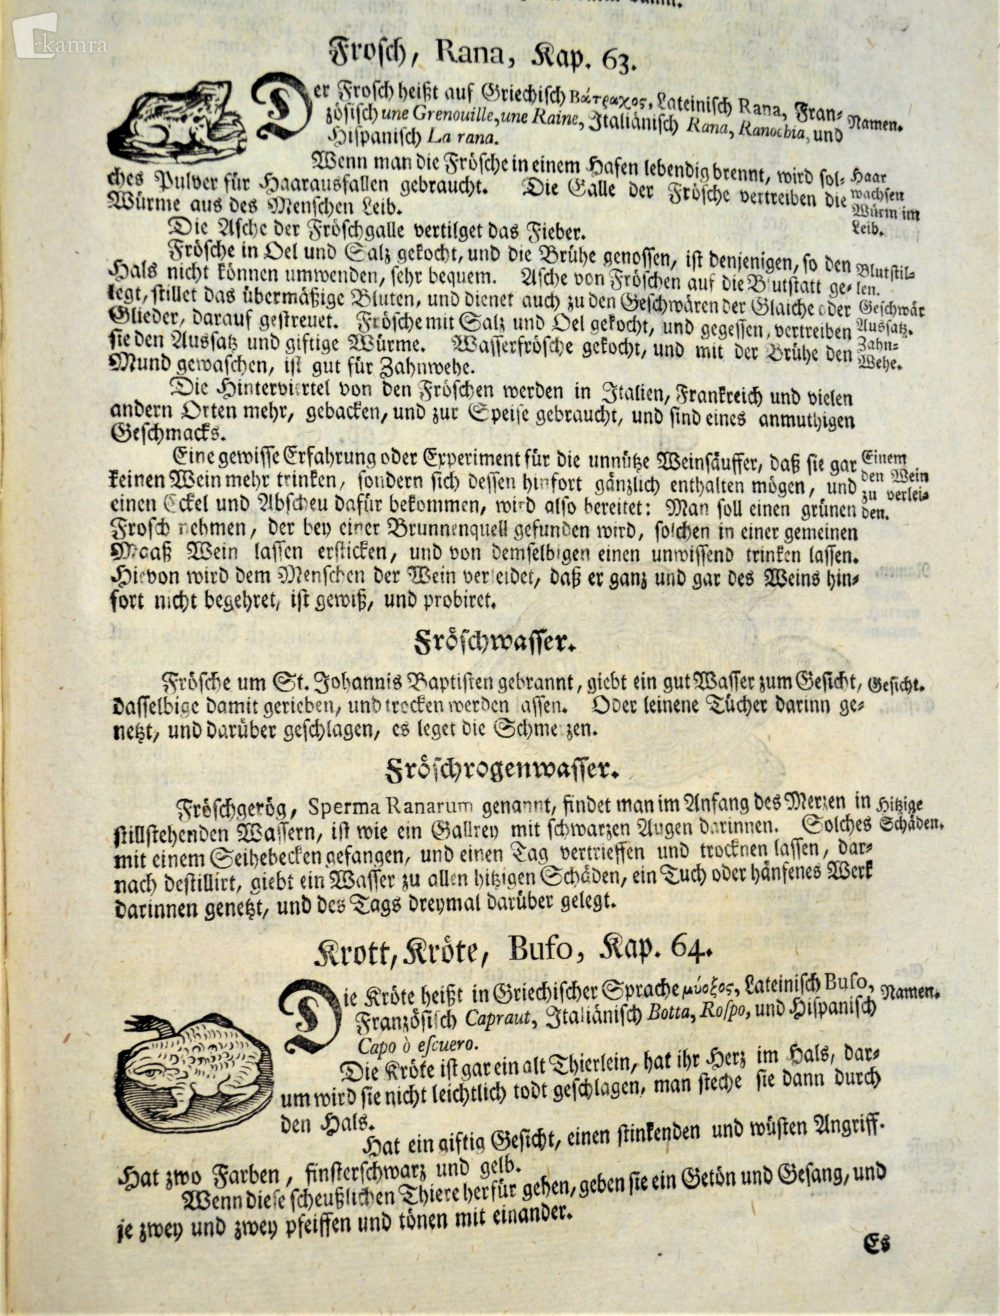 kamra
Frosch, Rana, Kap. 63.
Der Frosch heißt auf Griechisch Βάτραχος, Lateinisch Rana, Fran-
zösisch une Grenouille, une Raine, Italiänisch Rana, Ranochia, und
Hispanisch La rana.
Namen.
Wenn man die Frösche in einem Hafen lebendig brennt, wird sol-
ches Pulver für Haarausfallen gebraucht. Die Galle der Frösche vertreiben die
Würme aus des Menschen Leib.
Haar
wachsen
Würm im
Leib.
Die Asche der Fröschgalle vertilget das Fieber.
Frösche in Oel und Salz gekocht, und die Brühe genossen, ist denjenigen, so den
Hals nicht können umwenden, sehr bequem. Asche von Fröschen auf die Blutstatt ge-
legt, stillet das übermäßige Bluten, und dienet auch zu den Geschwären der Glaiche oder
Glieder, darauf gestreuet. Frösche mit Salz und Oel gekocht, und gegessen, vertreiben
sie den Aussatz und giftige Würme. Wasserfrösche gekocht, und mit der Brühe den
Mund gewaschen, ist gut für Zahnwehe.
Blutstil-
len.
Geschwär
Aussatz.
Zahn-
Wehe.
Die Hinterviertel von den Fröschen werden in Italien, Frankreich und vielen
andern Orten mehr, gebacken, und zur Speise gebraucht, und sind eines anmuthigen
Geschmacks.
Eine gewisse Erfahrung oder Experiment für die unnütze Weinsäuffer, daß sie gar
keinen Wein mehr trinken, sondern sich dessen hinfort gänzlich enthalten mögen, und
einen Eckel und Abscheu dafür bekommen, wird also bereitet: Man soll einen grünen
Frosch nehmen, der bey einer Brunnenquell gefunden wird, solchen in einer gemeinen
Maaß Wein lassen ersticken, und von demselbigen einen unwissend trinken lassen.
Hievon wird dem Menschen der Wein verleidet, daß er ganz und gar des Weins hin-
fort nicht begehret, ist gewiß, und probiret.
Einem
den Wein
zu verlei-
den.
Fröschwasser.
Frösche um St. Johannis Baptisten gebrannt, giebt ein gut Wasser zum Gesicht,
dasselbige damit gerieben, und trocken werden lassen. Oder leinene Tücher darinn ge-
netzt, und darüber geschlagen, es leget die Schmerzen.
Gesicht.
Fröschrogenwasser.
Fröschgerög, Sperma Ranarum genannt, findet man im Anfang des Merzen in
stillstehenden Wassern, ist wie ein Gallrey mit schwarzen Augen darinnen. Solches
mit einem Seihebecken gefangen, und einen Tag vertrieffen und trocknen lassen, dar-
nach destillirt, giebt ein Wasser zu allen hitzigen Schäden, ein Tuch oder hänfenes Werk
darinnen genetzt, und des Tags dreymal darüber gelegt.
Hitzige
Schäden.
Krott, Kröte, Bufo, Kap. 64.
Die Kröte heißt in Griechischer Sprache μύοξος, Lateinisch Bufo,
Französisch Capraut, Italiänisch Botta, Rospo, und Hispanisch
Capo ò escuero.
Namen.
Die Kröte ist gar ein alt Thierlein, hat ihr Herz im Hals, dar-
um wird sie nicht leichtlich todt geschlagen, man steche sie dann durch
den Hals.
Hat ein giftig Gesicht, einen stinkenden und wüsten Angriff.
Hat zwo Farben, finsterschwarz und gelb.
Wenn diese scheußlichen Thiere herfür gehen, geben sie ein Getön und Gesang, und
je zwey und zwey pfeiffen und tönen mit einander.
Es